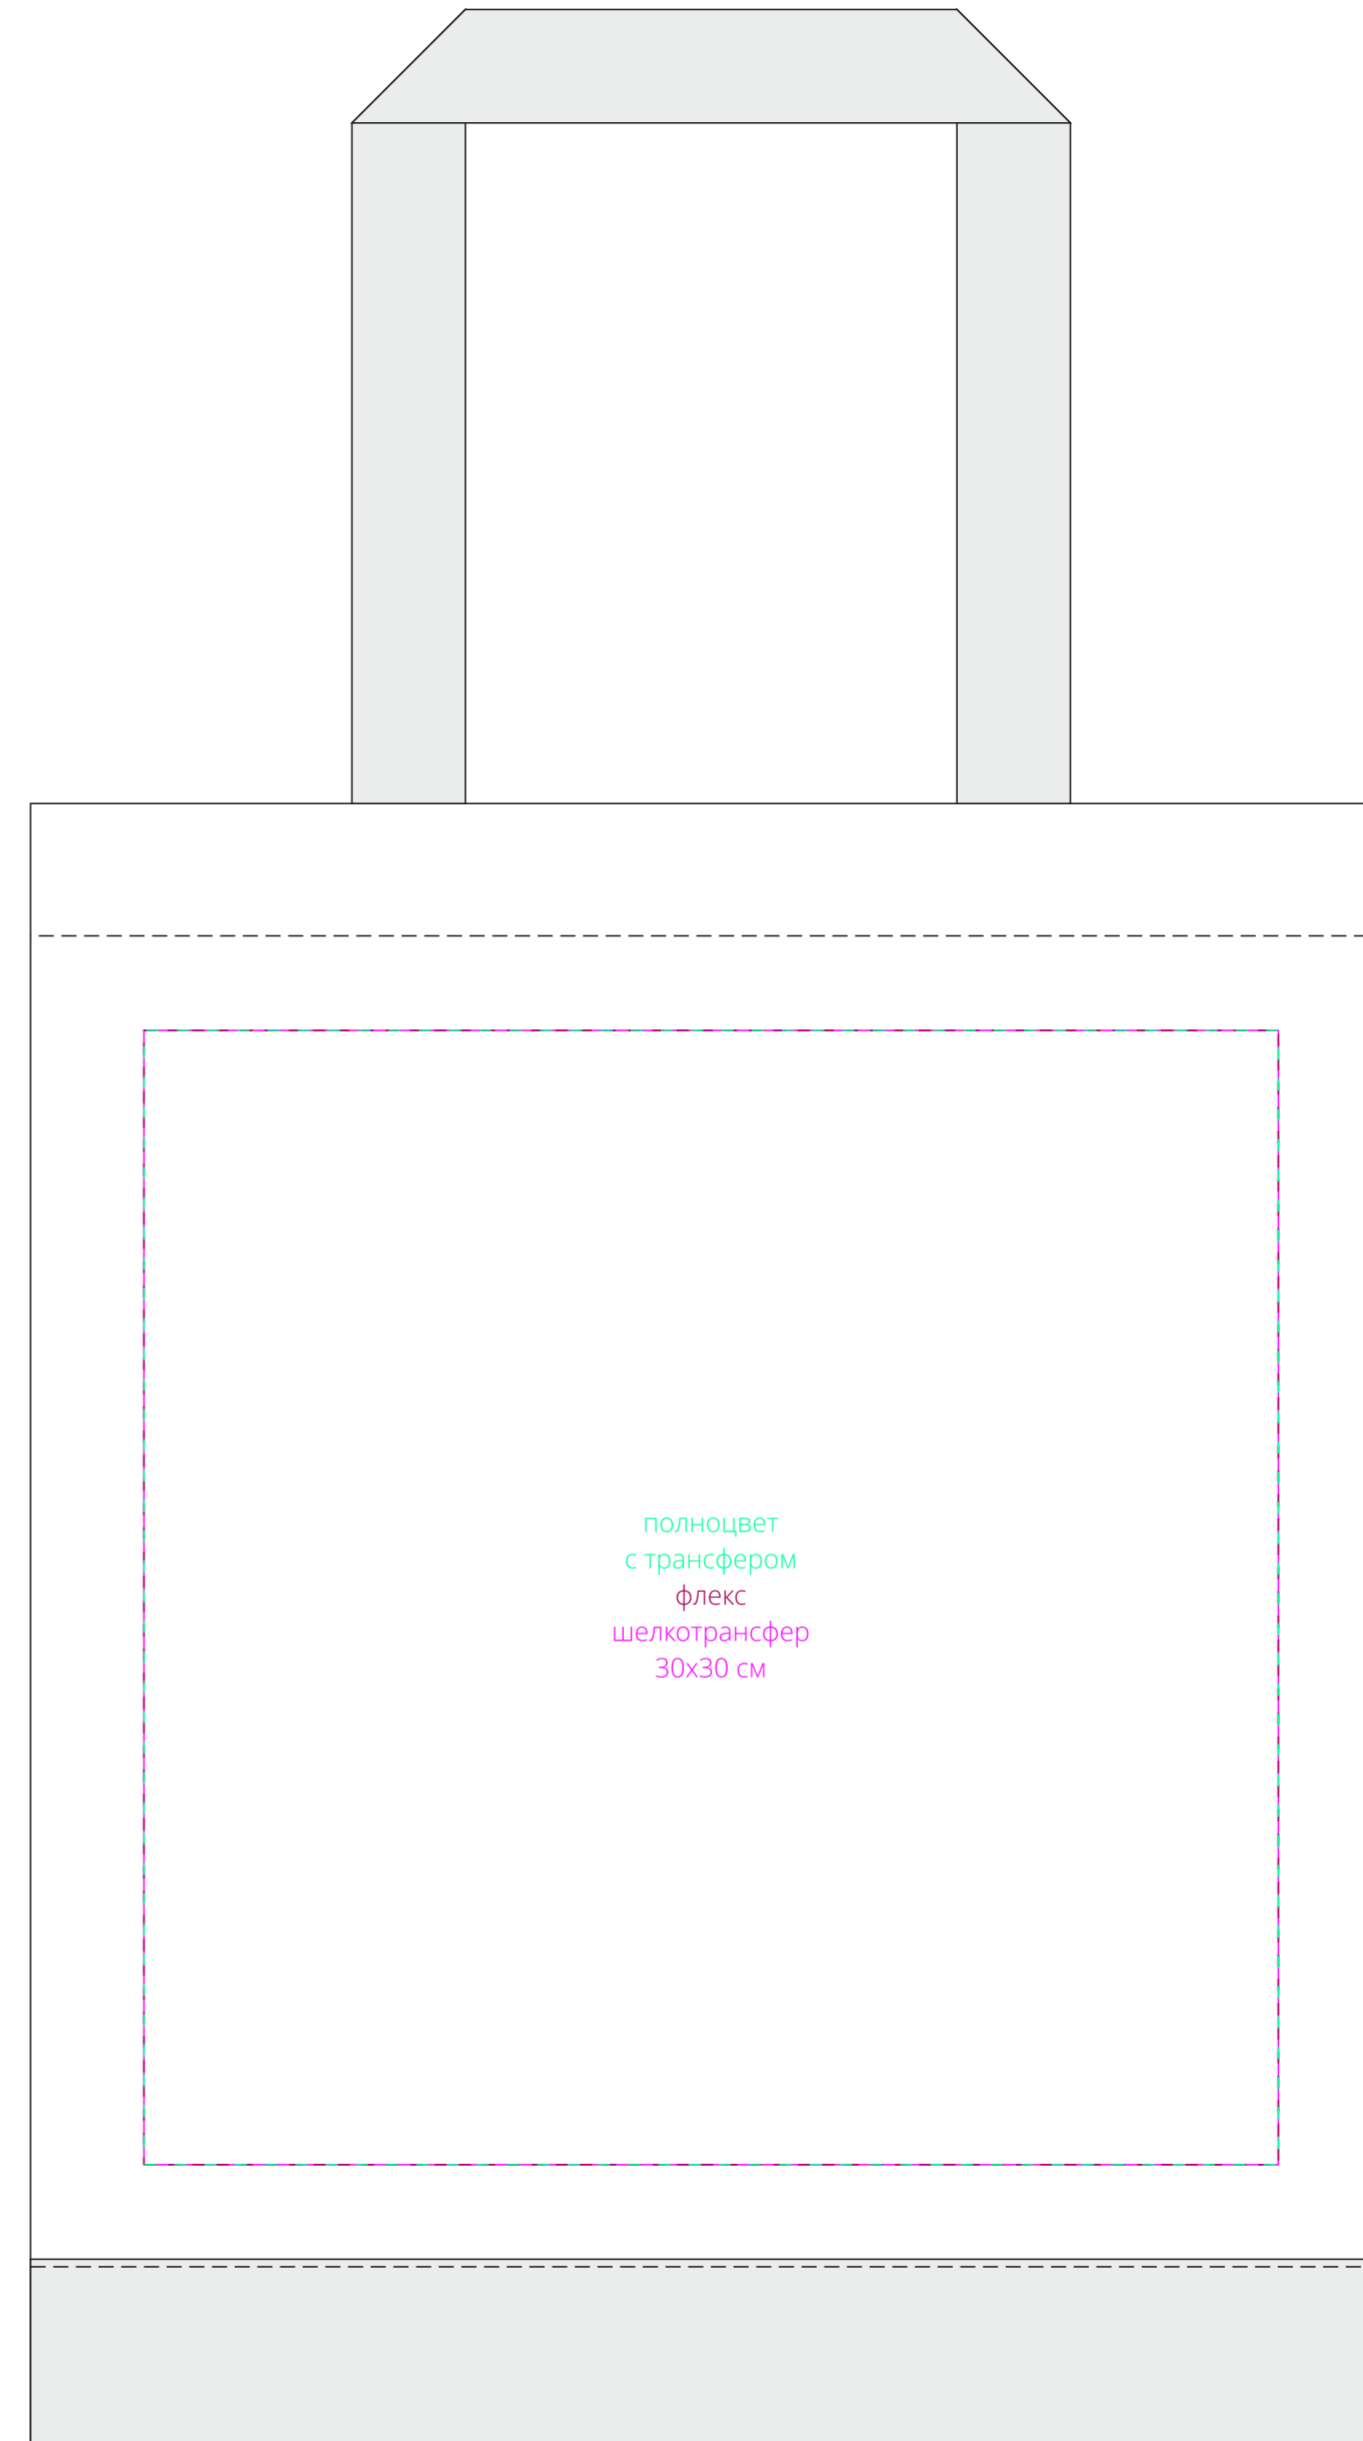 полноцвет
с трансфером
флекс
шелкотрансфер
30х30 см